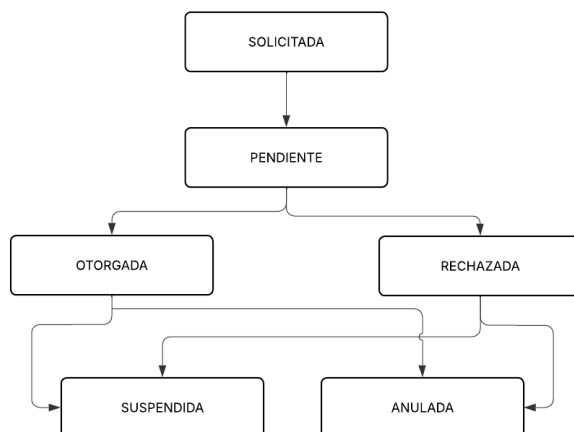 SOLICITADA
PENDIENTE
OTORGADA
RECHAZADA
SUSPENDIDA
ANULADA